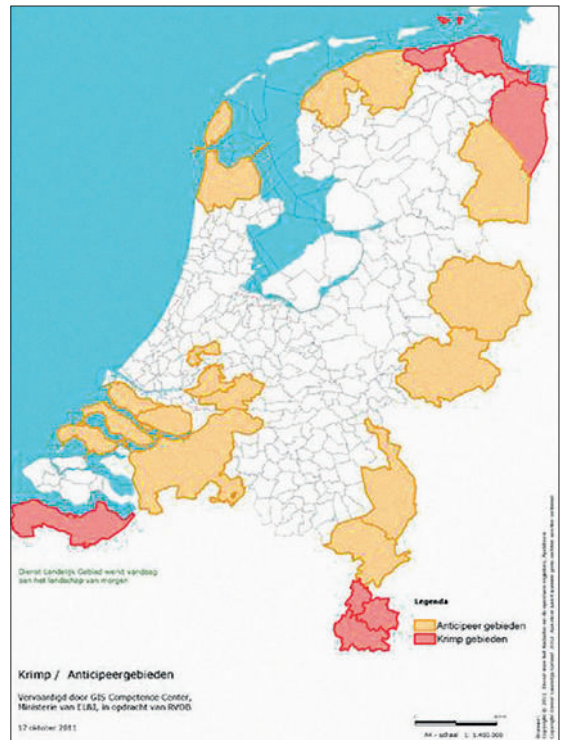 Dienst Landelijk Gebied werkt vandaag
aan het landschap van morgen
Legenda
Anticipeer gebieden
Krimp gebieden
Krimp / Anticipeergebieden
Vervaardigd door GIS Competence Center,
Ministerie van EL&I, in opdracht van RVOB
17 oktober 2011
A4 - schaal 1: 1.400.000